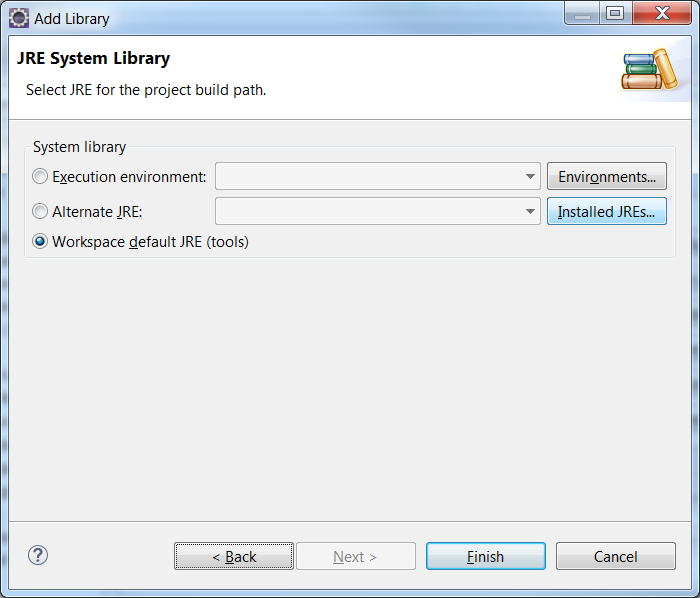 Add Library
JRE System Library
Select JRE for the project build path.
System library
Execution environment: Environments...
Alternate JRE: Installed JREs...
Workspace default JRE (tools)
? < Back Next > Finish Cancel